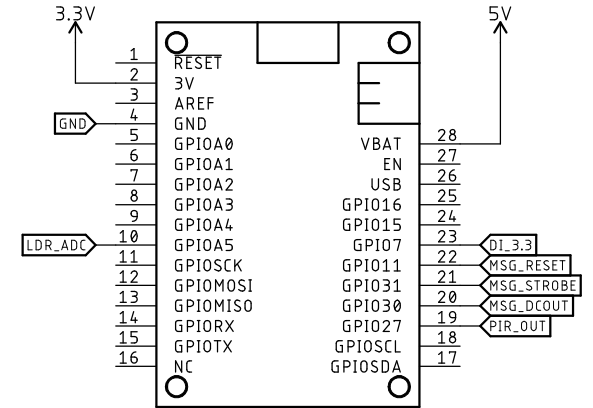 3.3V 5V
1 RESET
2 3V
3 AREF
GND 4 GND
5 GPIOA0 VBAT 28
6 GPIOA1 EN 27
7 GPIOA2 USB 26
8 GPIOA3 GPIO16 25
9 GPIOA4 GPIO15 24
LDR_ADC 10 GPIOA5 GPIO7 23 DI_3.3
11 GPIOSCK GPIO11 22 MSG_RESET
12 GPIOMOSI GPIO31 21 MSG_STROBE
13 GPIOMISO GPIO30 20 MSG_DCOUT
14 GPIORX GPIO27 19 PIR_OUT
15 GPIOTX GPIOSCL 18
16 NC GPIOSDA 17